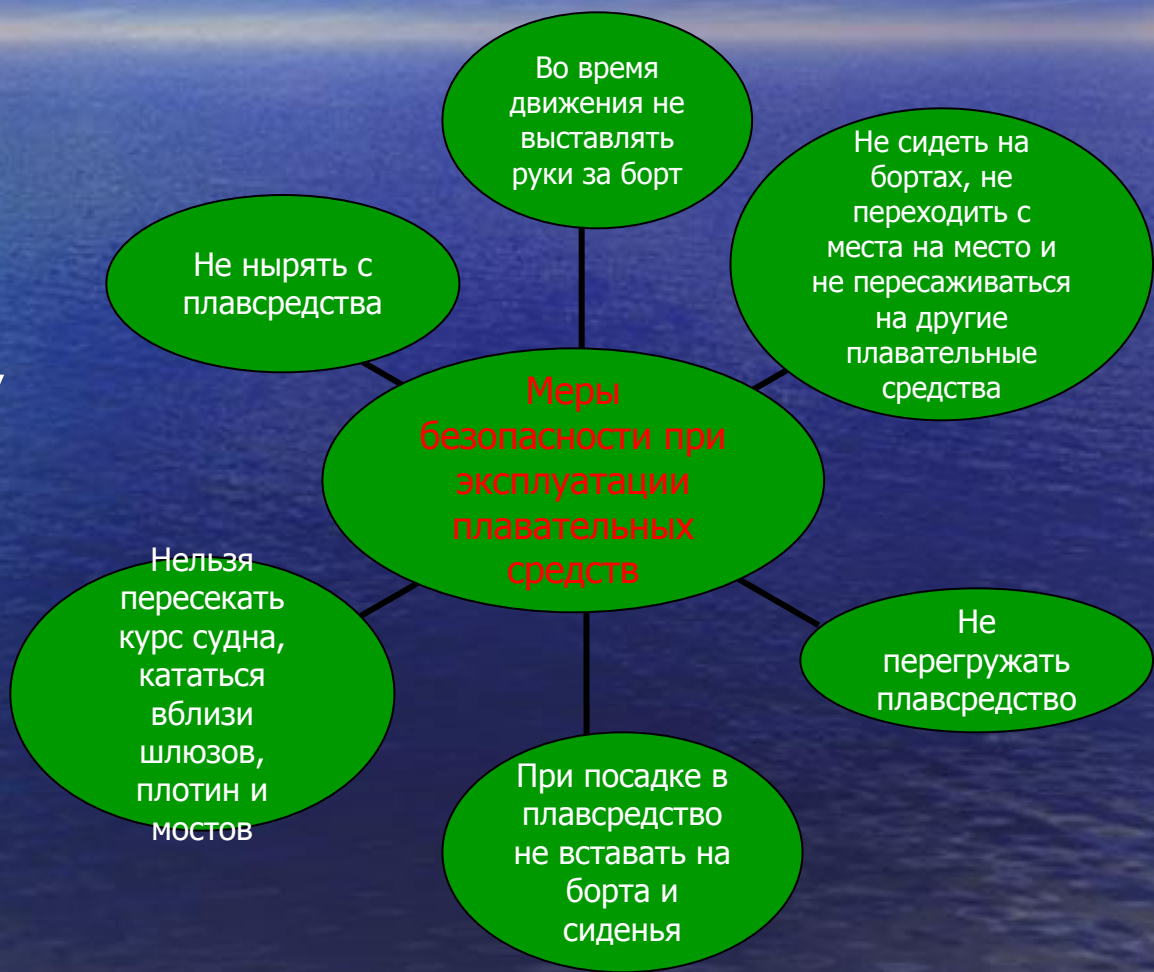 Во время
движения не
выставлять
руки за борт
Не сидеть на
бортах, не
переходить с
места на место и
не пересаживаться
на другие
плавательные
средства
Не нырять с
плавсредства
Меры
безопасности при
эксплуатации
плавательных
средств
Нельзя
пересекать
курс судна,
кататься
вблизи
шлюзов,
плотин и
мостов
Не
перегружать
плавсредство
При посадке в
плавсредство
не вставать на
борта и
сиденья